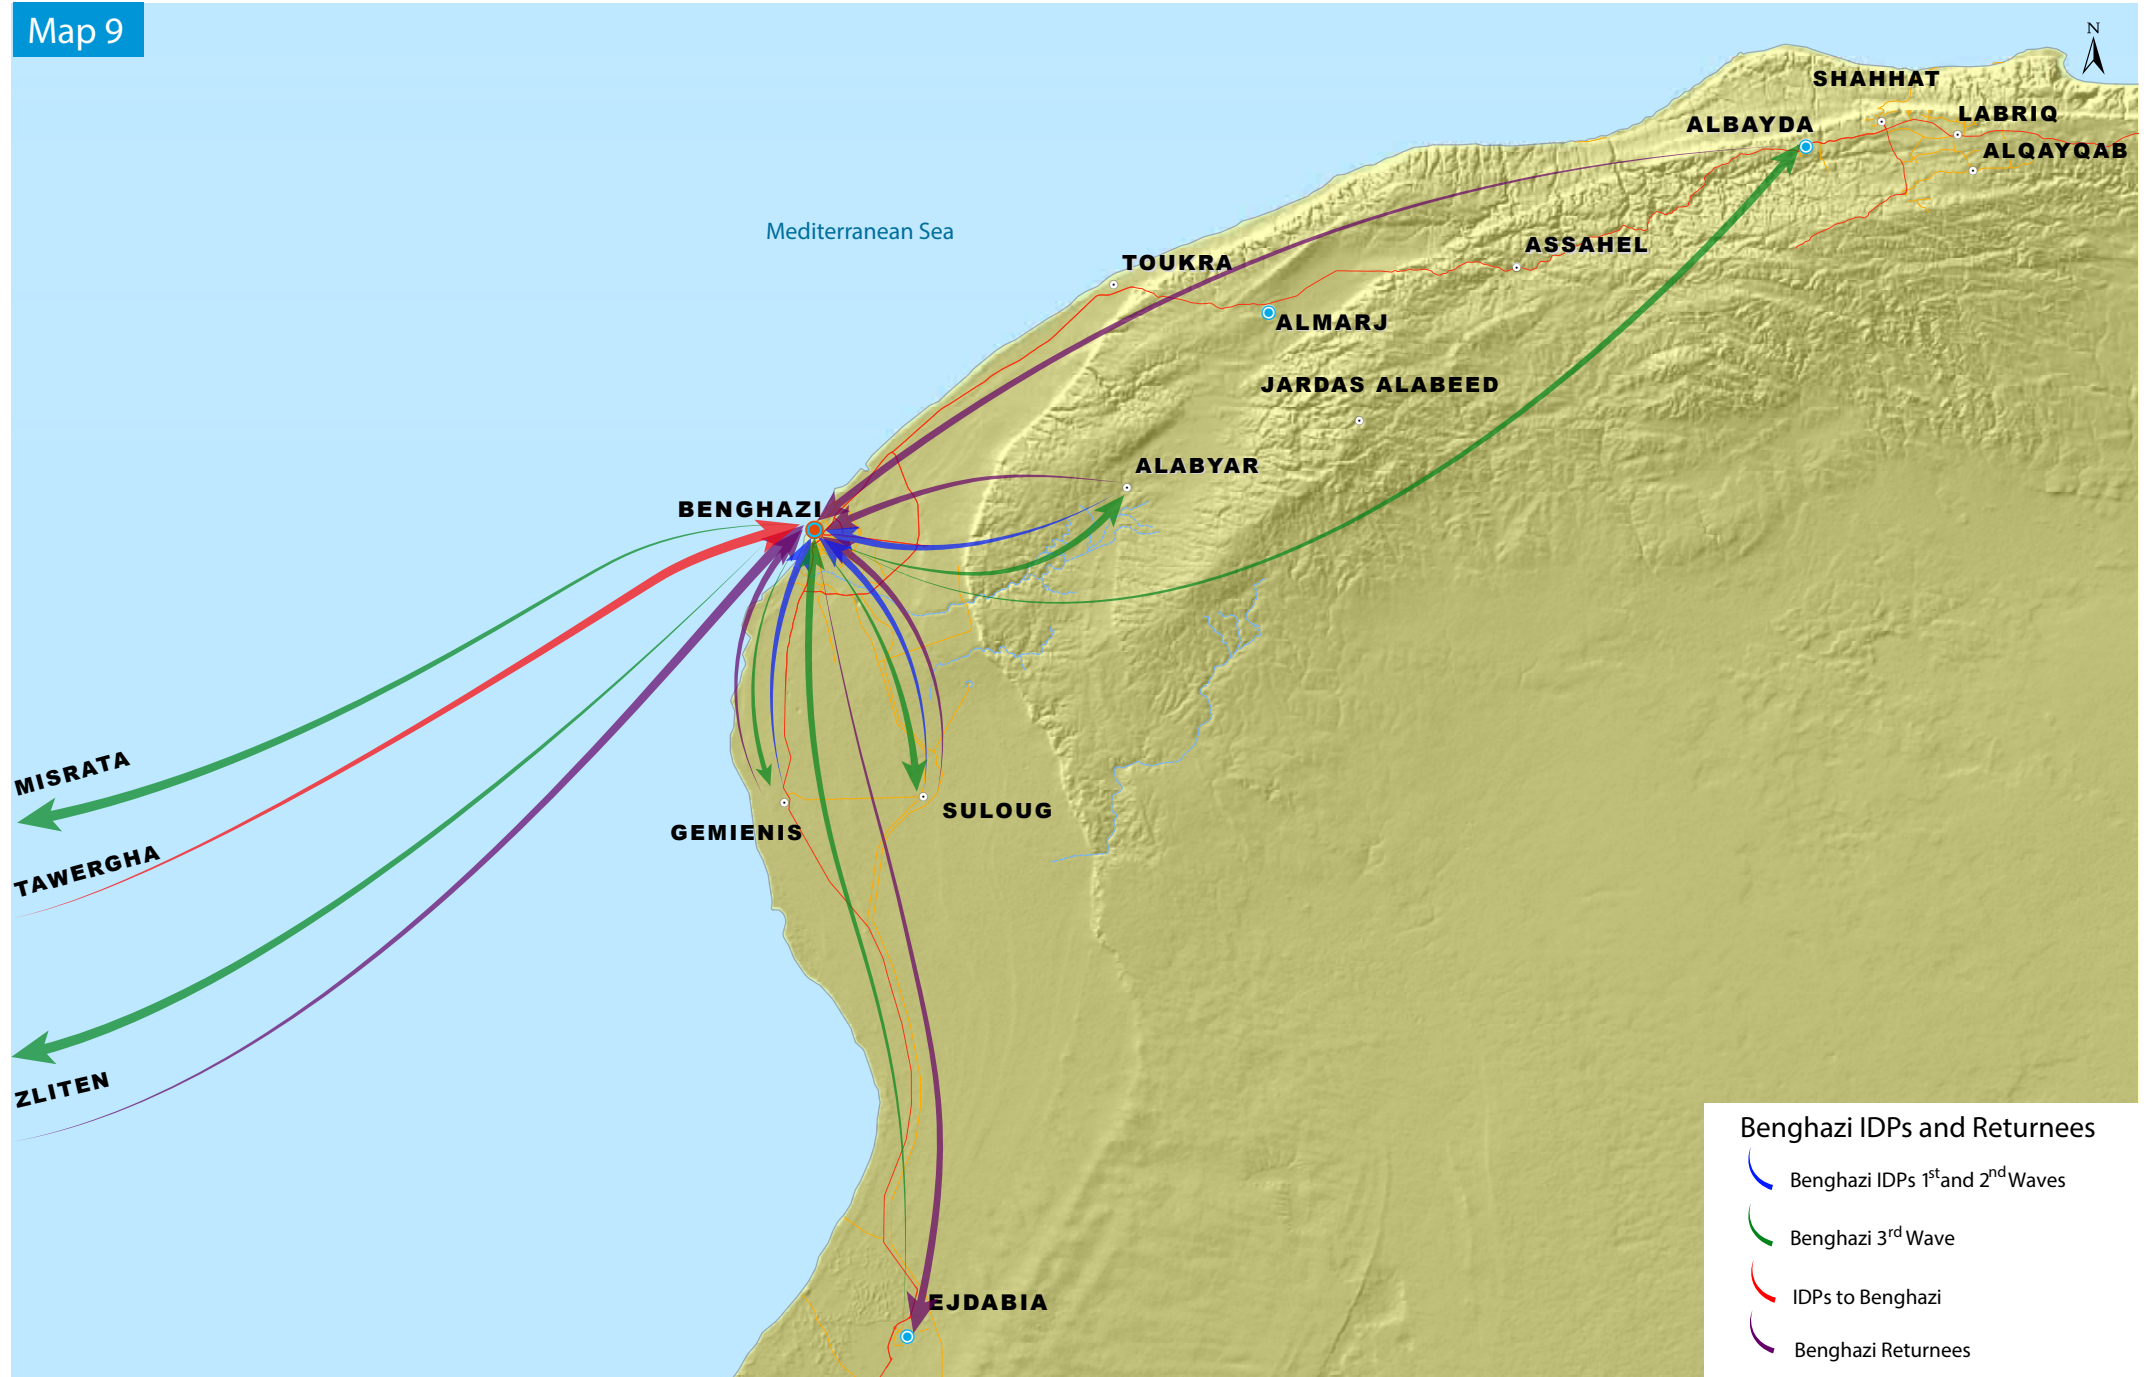 Map 9
N
SHAHHAT
LABRIQ
ALBAYDA
ALQAYQAB
Mediterranean Sea
ASSAHEL
TOUKRA
ALMARJ
JARDAS ALABEED
ALABYAR
BENGHAZI
MISRATA
SULOUG
GEMIENIS
TAWERGHA
ZLITEN
EJDABIA
Benghazi IDPs and Returnees
Benghazi IDPs 1st and 2nd Waves
Benghazi 3rd Wave
IDPs to Benghazi
Benghazi Returnees